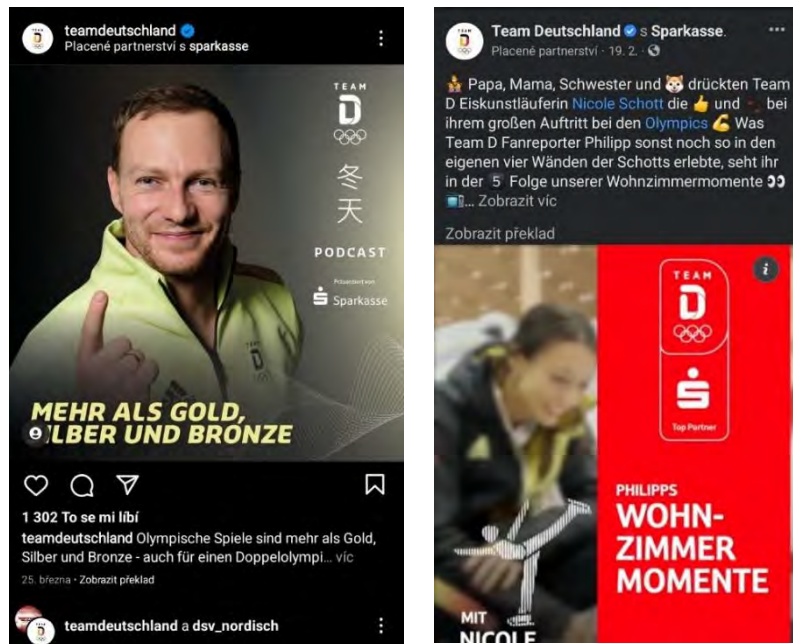 teamdeutschland
Placené partnerství s sparkasse
TEAM
D
冬
天
PODCAST
Präsentiert von
Sparkasse
TEAM
D
MEHR ALS GOLD,
ILBER UND BRONZE
1 302 To se mi líbí
teamdeutschland Olympische Spiele sind mehr als Gold,
Silber und Bronze - auch für einen Doppelolympi... víc
25. března • Zobrazit překlad
teamdeutschland a dsv_nordisch
Team Deutschland s Sparkasse.
Placené partnerství · 19. 2. ·
Papa, Mama, Schwester und 🐶 drückten Team
D Eiskunstläuferin Nicole Schott die 👍 und bei
ihrem großen Auftritt bei den Olympics 💪 Was
Team D Fanreporter Philipp sonst noch so in den
eigenen vier Wänden der Schotts erlebte, seht ihr
in der 5 Folge unserer Wohnzimmermomente 👀
📺... Zobrazit víc
Zobrazit překlad
TEAM
D
Top Partner
PHILIPPS
WOHN-
ZIMMER
MOMENTE
MIT
NICOLE